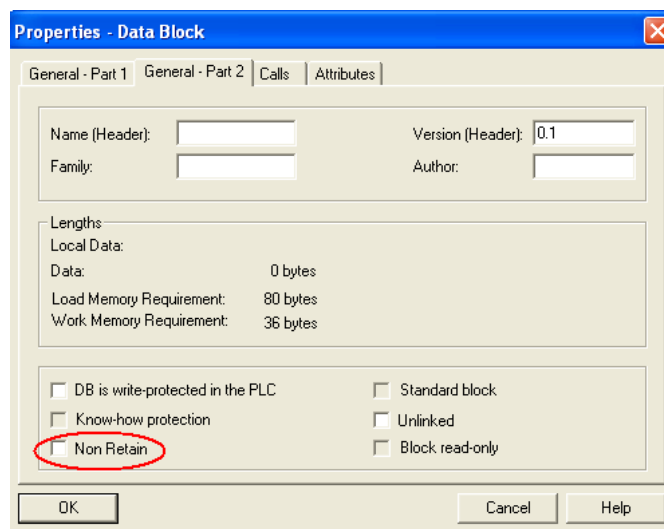 Properties - Data Block
General - Part 1 General - Part 2 Calls Attributes
Name (Header): Version (Header): 0.1
Family: Author:
Lengths
Local Data:
Data: 0 bytes
Load Memory Requirement: 80 bytes
Work Memory Requirement: 36 bytes
DB is write-protected in the PLC Standard block
Know-how protection Unlinked
Non Retain Block read-only
OK Cancel Help